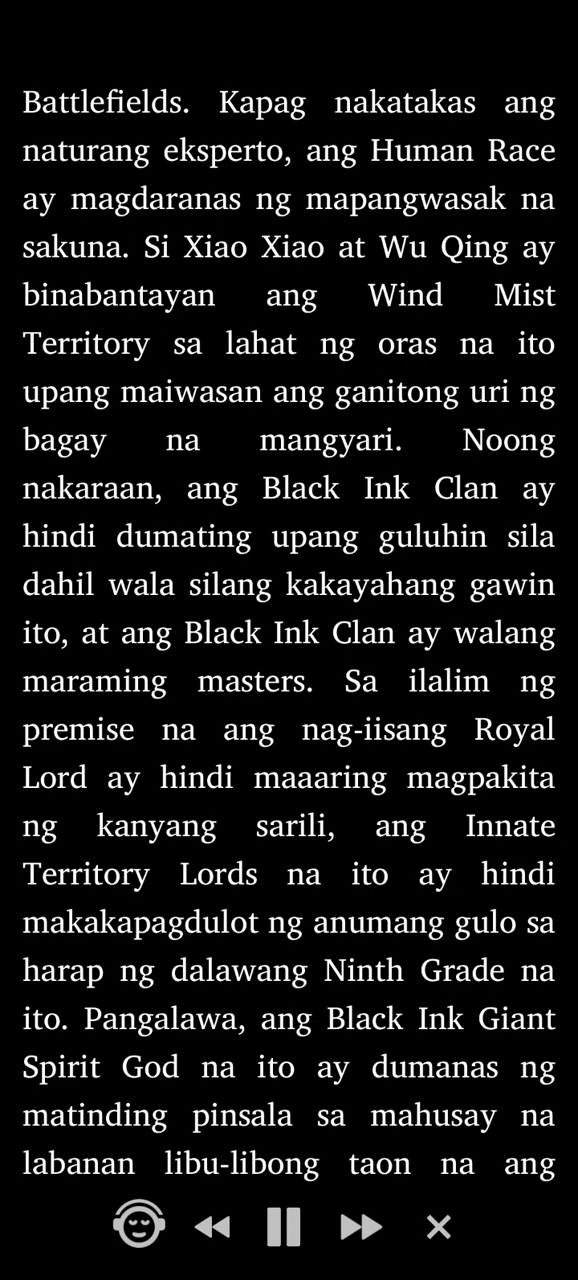 Battlefields. Kapag nakatakas ang
naturang eksperto, ang Human Race
ay magdaranas ng mapangwasak na
sakuna. Si Xiao Xiao at Wu Qing ay
binabantayan ang Wind Mist
Territory sa lahat ng oras na ito
upang maiwasan ang ganitong uri ng
bagay na mangyari. Noong
nakaraan, ang Black Ink Clan ay
hindi dumating upang guluhin sila
dahil wala silang kakayahang gawin
ito, at ang Black Ink Clan ay walang
maraming masters. Sa ilalim ng
premise na ang nag-iisang Royal
Lord ay hindi maaaring magpakita
ng kanyang sarili, ang Innate
Territory Lords na ito ay hindi
makakapagdulot ng anumang gulo sa
harap ng dalawang Ninth Grade na
ito. Pangalawa, ang Black Ink Giant
Spirit God na ito ay dumanas ng
matinding pinsala sa mahusay na
labanan libu-libong taon na ang